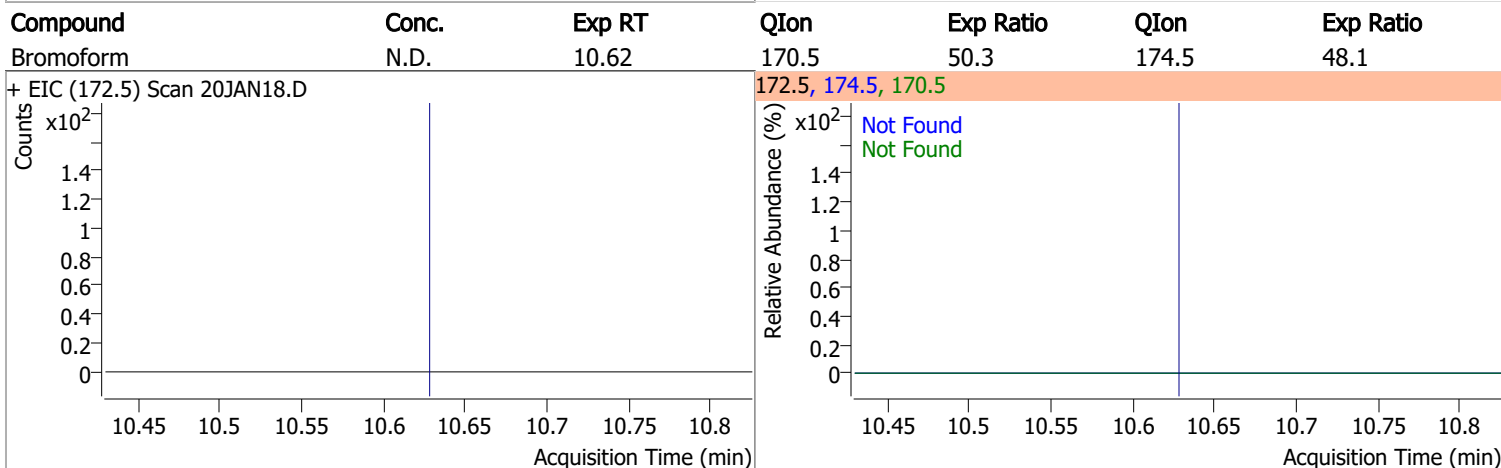 Compound Conc. Exp RT QIon Exp Ratio QIon Exp Ratio
Bromoform N.D. 10.62 170.5 50.3 174.5 48.1
+ EIC (172.5) Scan 20JAN18.D
Counts
x102
1.4
1.2
1
0.8
0.6
0.4
0.2
0
10.45 10.5 10.55 10.6 10.65 10.7 10.75 10.8
Acquisition Time (min)
172.5, 174.5, 170.5
Relative Abundance (%)
x102
Not Found
Not Found
1.4
1.2
1
0.8
0.6
0.4
0.2
0
10.45 10.5 10.55 10.6 10.65 10.7 10.75 10.8
Acquisition Time (min)